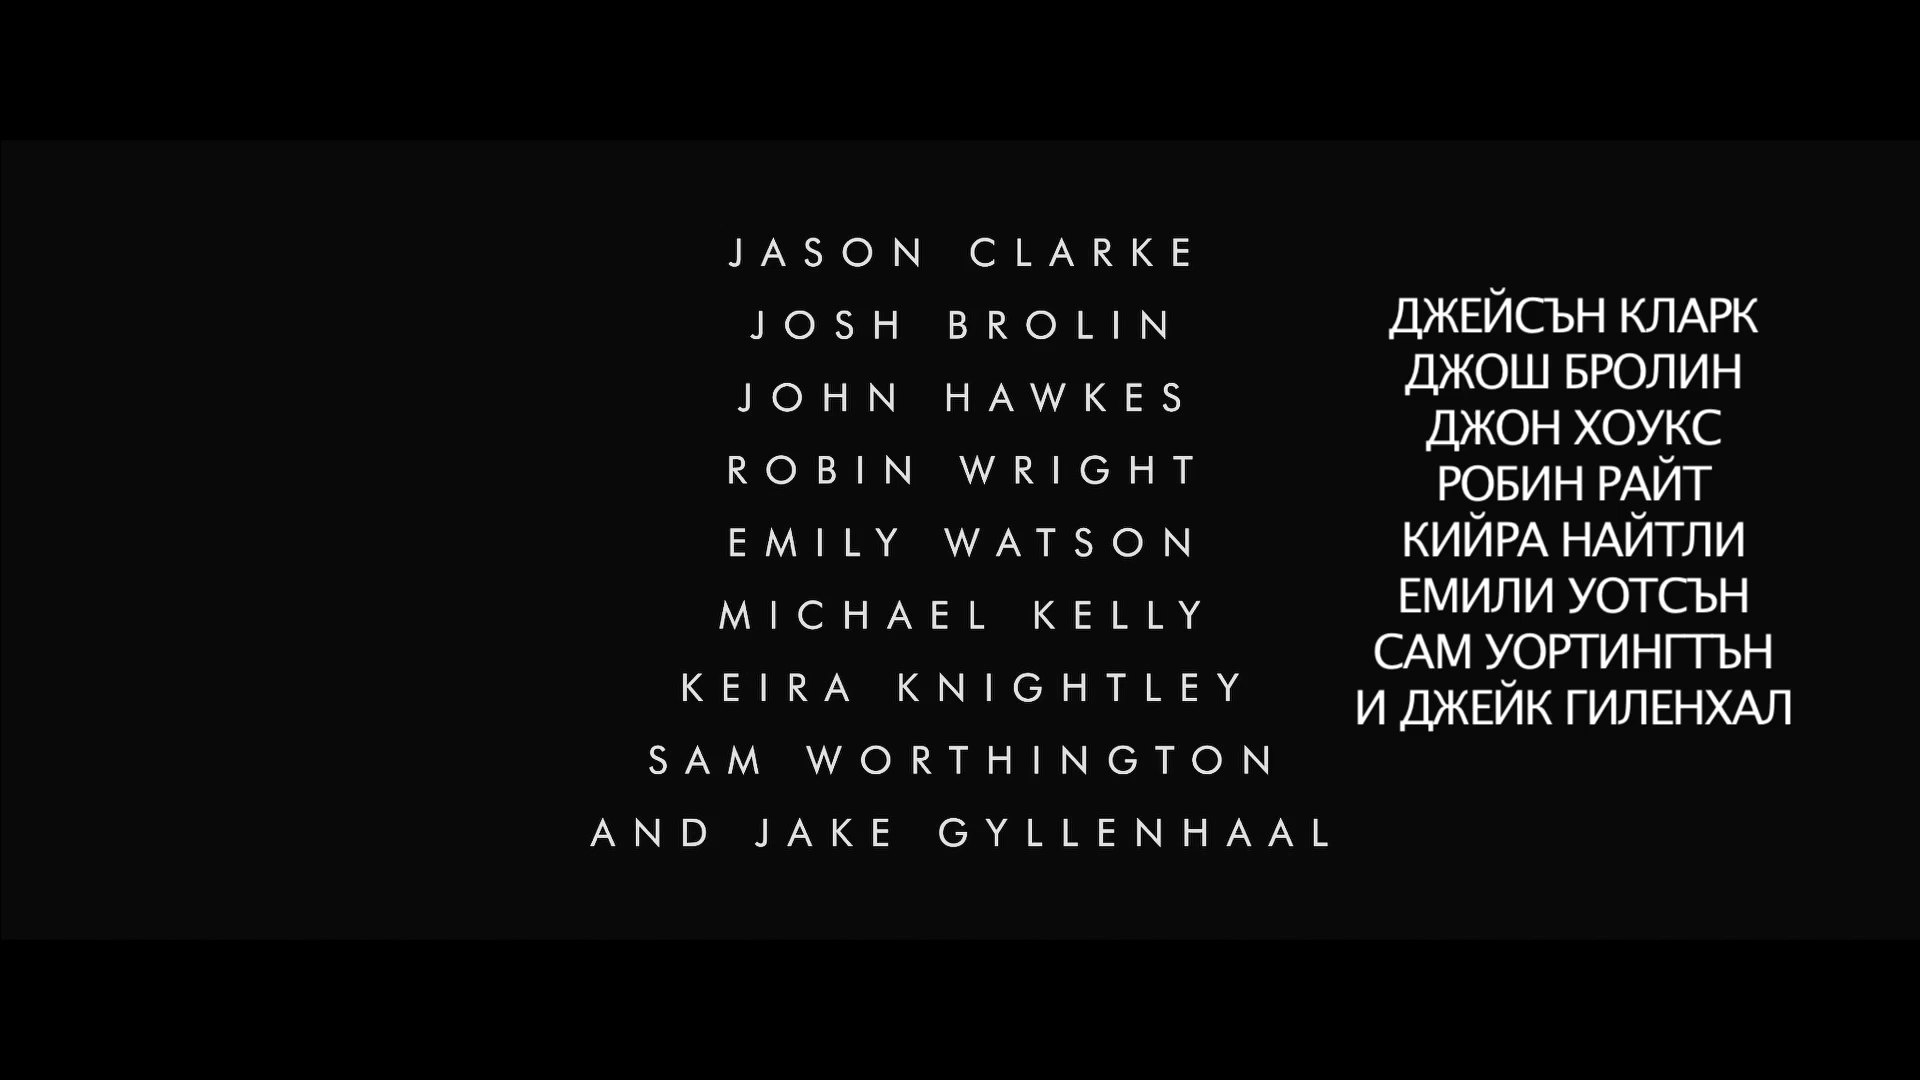 JASON CLARKE
JOSH BROLIN
JOHN HAWKES
ROBIN WRIGHT
EMILY WATSON
MICHAEL KELLY
KEIRA KNIGHTLEY
SAM WORTHINGTON
AND JAKE GYLLENHAAL
ДЖЕЙСЪН КЛАРК
ДЖОШ БРОЛИН
ДЖОН ХОУКС
РОБИН РАЙТ
КИЙРА НАЙТЛИ
ЕМИЛИ УОТСЪН
САМ УОРТИНГТЪН
И ДЖЕЙК ГИЛЕНХАЛ